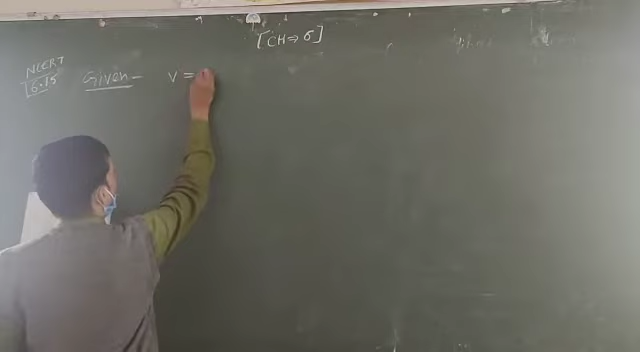 [CH⇒6]
NCERT
6.15 Given - V =